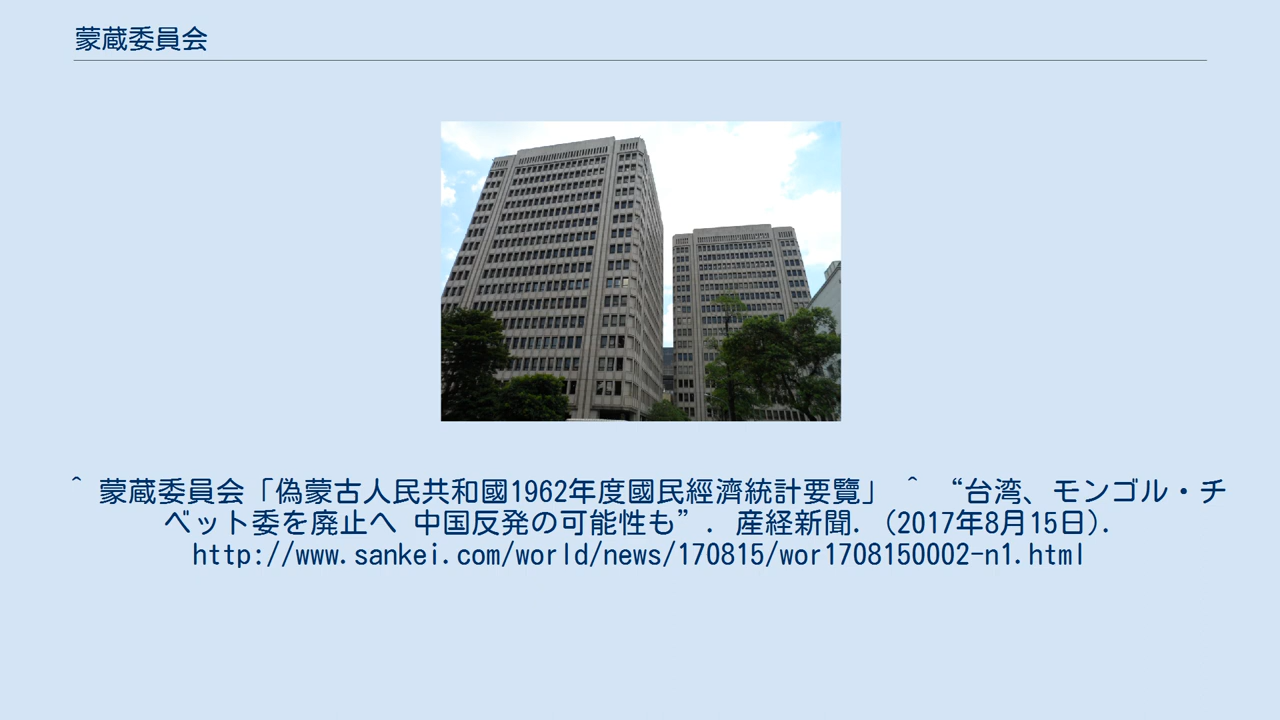 蒙蔵委員会
^ 蒙蔵委員会「偽蒙古人民共和國1962年度國民經濟統計要覽」 ^ “台湾、モンゴル・チ
ベット委を廃止へ 中国反発の可能性も”. 産経新聞. (2017年8月15日).
http://www.sankei.com/world/news/170815/wor1708150002-n1.html